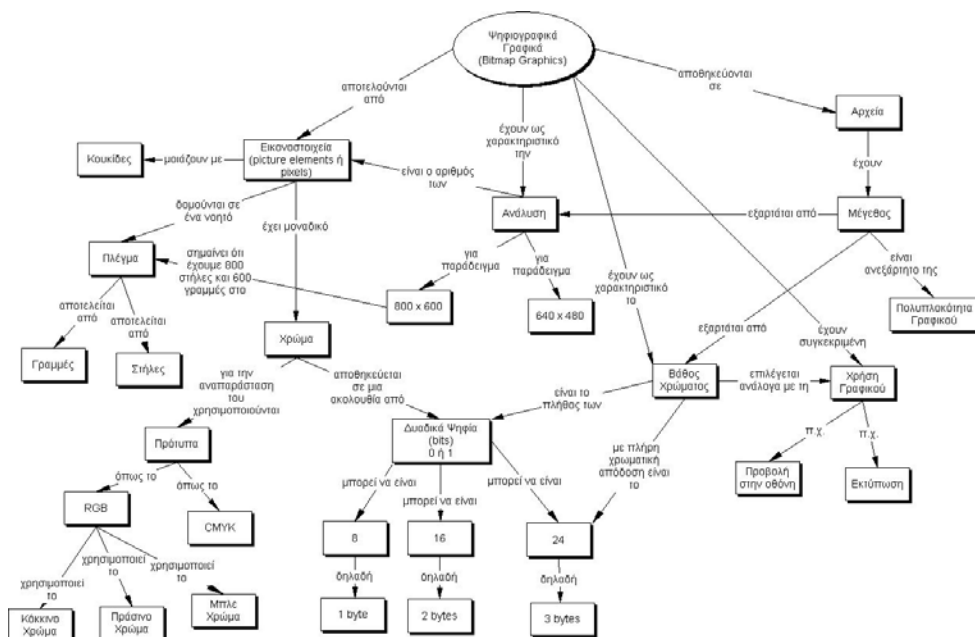 Ψηφιογραφικά
Γραφικά
(Bitmap Graphics)
αποτελούνται
από
έχουν ως
χαρακτηριστικό
την
αποθηκεύονται
σε
Αρχεία
Κουκίδες
μοιάζουν με
Εικονοστοιχεία
(picture elements ή
pixels)
είναι ο αριθμός
των
έχουν
δομούνται σε
ένα νοητό
έχει μοναδικό
Ανάλυση
εξαρτάται από
Μέγεθος
Πλέγμα
σημαίνει ότι
έχουμε 800
στήλες και 600
γραμμές στο
για
παράδειγμα
για
παράδειγμα
έχουν ως
χαρακτηριστικό
το
είναι
ανεξάρτητο της
800 x 600
640 x 480
Πολυπλοκότητα
Γραφικού
αποτελείται
από
αποτελείται
από
Γραμμές
Στήλες
Χρώμα
εξαρτάται από
έχουν
συγκεκριμένη
για την
αναπαράσταση
του
χρησιμοποιούνται
αποθηκεύεται
σε μια
ακολουθία από
είναι το
πλήθος των
Βάθος
Χρώματος
επιλέγεται
ανάλογα με τη
Χρήση
Γραφικού
Πρότυπα
Δυαδικά Ψηφία
(bits)
0 ή 1
με πλήρη
χρωματική
απόδοση είναι
το
π.χ.
π.χ.
Προβολή
στην οθόνη
Εκτύπωση
όπως το
όπως το
μπορεί να είναι
μπορεί να είναι
μπορεί να είναι
RGB
CMYK
8
16
24
χρησιμοποιεί
το
χρησιμοποιεί
το
χρησιμοποιεί
το
δηλαδή
δηλαδή
δηλαδή
Κόκκινο
Χρώμα
Πράσινο
Χρώμα
Μπλε
Χρώμα
1 byte
2 bytes
3 bytes